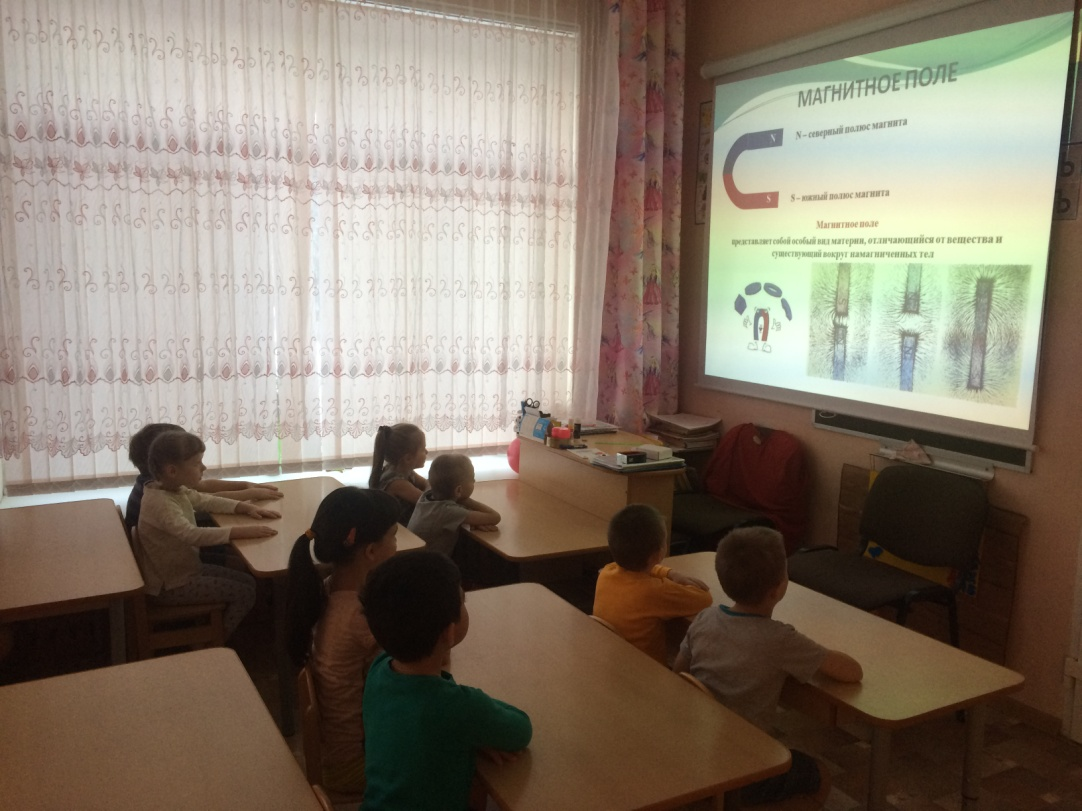 МАГНИТНОЕ ПОЛЕ
N
N – северный полюс магнита
S
S – южный полюс магнита
Магнитное поле
представляет собой особый вид материи, отличающийся от вещества и
существующий вокруг намагниченных тел
Ь